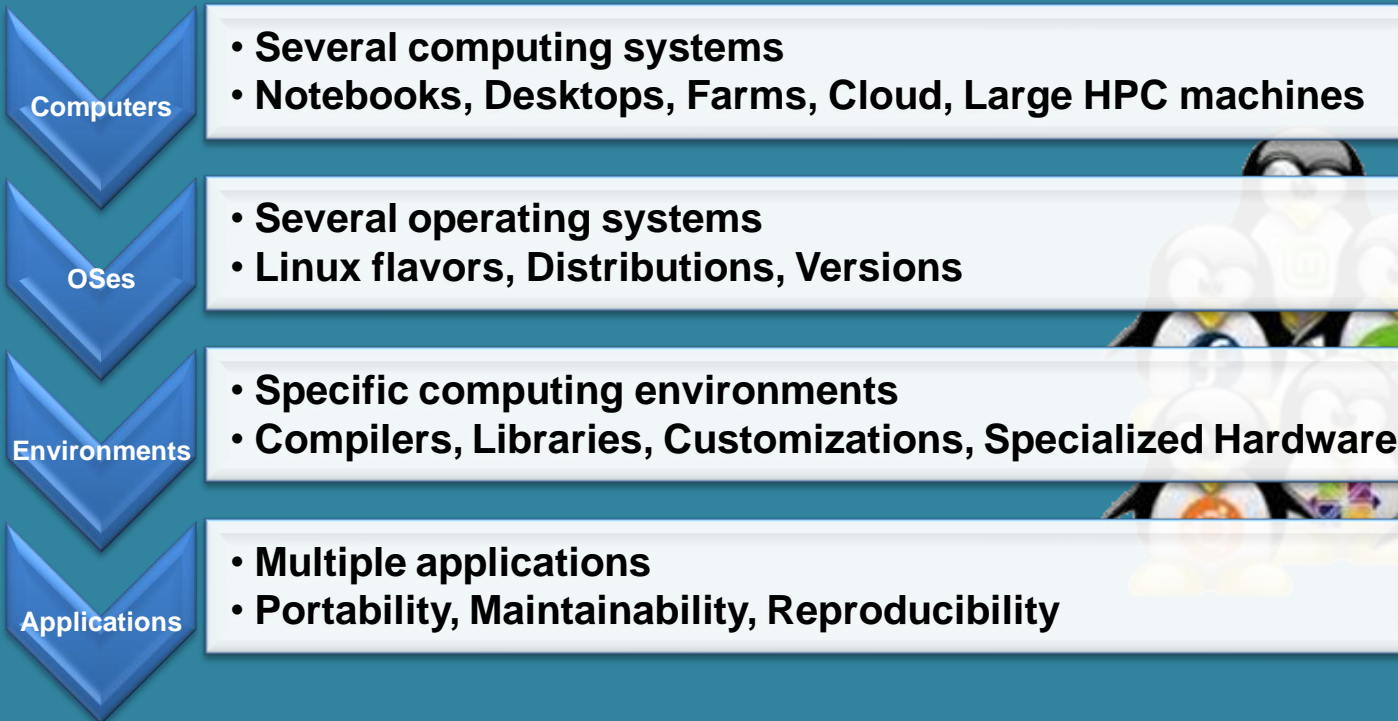 Computers
• Several computing systems
• Notebooks, Desktops, Farms, Cloud, Large HPC machines
OSes
• Several operating systems
• Linux flavors, Distributions, Versions
Environments
• Specific computing environments
• Compilers, Libraries, Customizations, Specialized Hardware
Applications
• Multiple applications
• Portability, Maintainability, Reproducibility